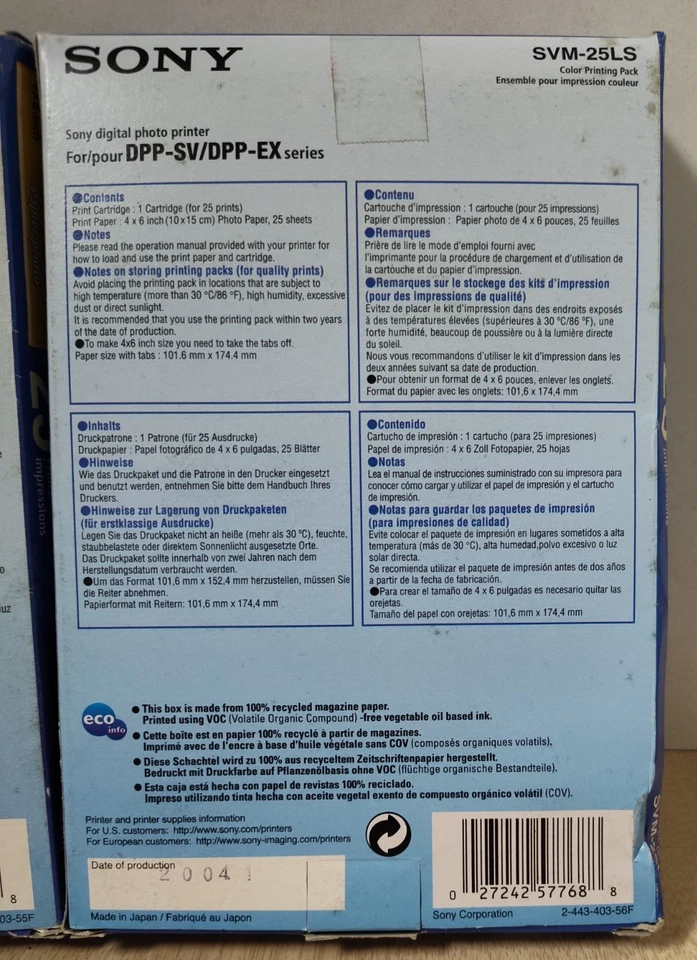 SONY
SVM-25LS
Color Printing Pack
Ensemble pour impression couleur
Sony digital photo printer
For/pour DPP-SV/DPP-EX series
●Contents
Print Cartridge : 1 Cartridge (for 25 prints)
Print Paper : 4 x 6 inch (10 x 15 cm) Photo Paper, 25 sheets
●Notes
Please read the operation manual provided with your printer for
how to load and use the print paper and cartridge.
●Notes on storing printing packs (for quality prints)
Avoid placing the printing pack in locations that are subject to
high temperature (more than 30 °C/86 °F), high humidity, excessive
dust or direct sunlight.
It is recommended that you use the printing pack within two years
of the date of production.
●To make 4x6 inch size you need to take the tabs off.
Paper size with tabs : 101.6 mm x 174.4 mm
●Contenu
Cartouche d'impression : 1 cartouche (pour 25 impressions)
Papier d'impression : Papier photo de 4 x 6 pouces, 25 feuilles
●Remarques
Prière de lire le mode d'emploi fourni avec
l'imprimante pour la procédure de chargement et d'utilisation de
la cartouche et du papier d'impression.
●Remarques sur le stockage des kits d'impression
(pour des impressions de qualité)
Evitez de placer le kit d'impression dans des endroits exposés
à des températures élevées (supérieures à 30 °C/86 °F), une
forte humidité, beaucoup de poussière ou à la lumière directe
du soleil.
Nous vous recommandons d'utiliser le kit d'impression dans les
deux années suivant sa date de production.
●Pour obtenir un format de 4 x 6 pouces, enlever les onglets.
Format du papier avec les onglets: 101,6 x 174,4 mm
●Inhalts
Druckpatrone : 1 Patrone (für 25 Ausdrucke)
Druckpapier : Papel fotográfico de 4 x 6 pulgadas, 25 Blätter
●Hinweise
Wie das Druckpaket und die Patrone in den Drucker eingesetzt
und benutzt werden, entnehmen Sie bitte dem Handbuch Ihres
Druckers.
●Hinweise zur Lagerung von Druckpaketen
(für erstklassige Ausdrucke)
Legen Sie das Druckpaket nicht an heiße (mehr als 30 °C), feuchte,
staubbelastete oder direktem Sonnenlicht ausgesetzte Orte.
Das Druckpaket sollte innerhalb von zwei Jahren nach dem
Herstellungsdatum verbraucht werden.
●Um das Format 101,6 mm x 152,4 mm herzustellen, müssen Sie
die Reiter abnehmen.
Papierformat mit Reitern: 101,6 mm x 174,4 mm
●Contenido
Cartucho de impresión : 1 cartucho (para 25 impresiones)
Papel de impresión : 4 x 6 Zoll Fotopapier, 25 hojas
●Notas
Lea el manual de instrucciones suministrado con su impresora para
conocer cómo cargar y utilizar el papel de impresión y el cartucho
de impresión.
●Notas para guardar los paquetes de impresión
(para impresiones de calidad)
Evite colocar el paquete de impresión en lugares sometidos a alta
temperatura (más de 30 °C), alta humedad,polvo excesivo o luz
solar directa.
Se recomienda utilizar el paquete de impresión antes de dos años
a partir de la fecha de fabricación.
●Para crear el tamaño de 4 x 6 pulgadas es necesario quitar las
orejetas.
Tamaño del papel con orejetas: 101,6 mm x 174,4 mm
eco
info
● This box is made from 100% recycled magazine paper.
Printed using VOC (Volatile Organic Compound) -free vegetable oil based ink.
● Cette boîte est en papier 100% recyclé à partir de magazines.
Imprimé avec de l'encre à base d'huile végétale sans COV (composés organiques volatils).
● Diese Schachtel wird zu 100% aus recyceltem Zeitschriftenpapier hergestellt.
Bedruckt mit Druckfarbe auf Pflanzenölbasis ohne VOC (flüchtige organische Bestandteile).
● Esta caja está hecha con papel de revistas 100% reciclado.
Impreso utilizando tinta hecha con aceite vegetal exento de compuesto orgánico volátil (COV).
Printer and printer supplies information
For U.S. customers: http://www.sony.com/printers
For European customers: http://www.sony-imaging.com/printers
Date of production
2004
Made in Japan / Fabriqué au Japon
0 27242 57768 8
Sony Corporation
2-443-403-56F
25
impressions
uz
8
03-55F
SVM-